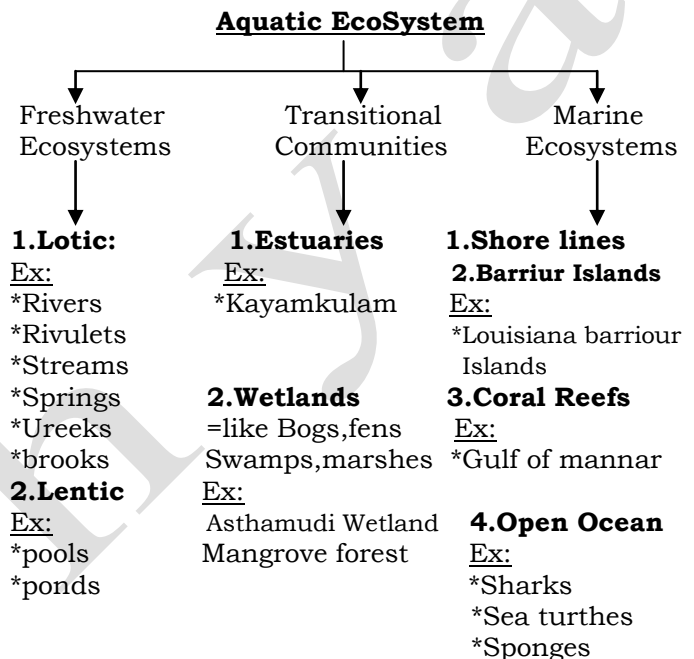 Aquatic EcoSystem
Freshwater
Ecosystems
1.Lotic:
Ex:
*Rivers
*Rivulets
*Streams
*Springs
*Ureeks
*brooks
2.Lentic
Ex:
*pools
*ponds
Transitional
Communities
1.Estuaries
Ex:
*Kayamkulam
2.Wetlands
=like Bogs,fens
Swamps,marshes
Ex:
Asthamudi Wetland
Mangrove forest
Marine
Ecosystems
1.Shore lines
2.Barriur Islands
Ex:
*Louisiana barriour
Islands
3.Coral Reefs
Ex:
*Gulf of mannar
4.Open Ocean
Ex:
*Sharks
*Sea turthes
*Sponges